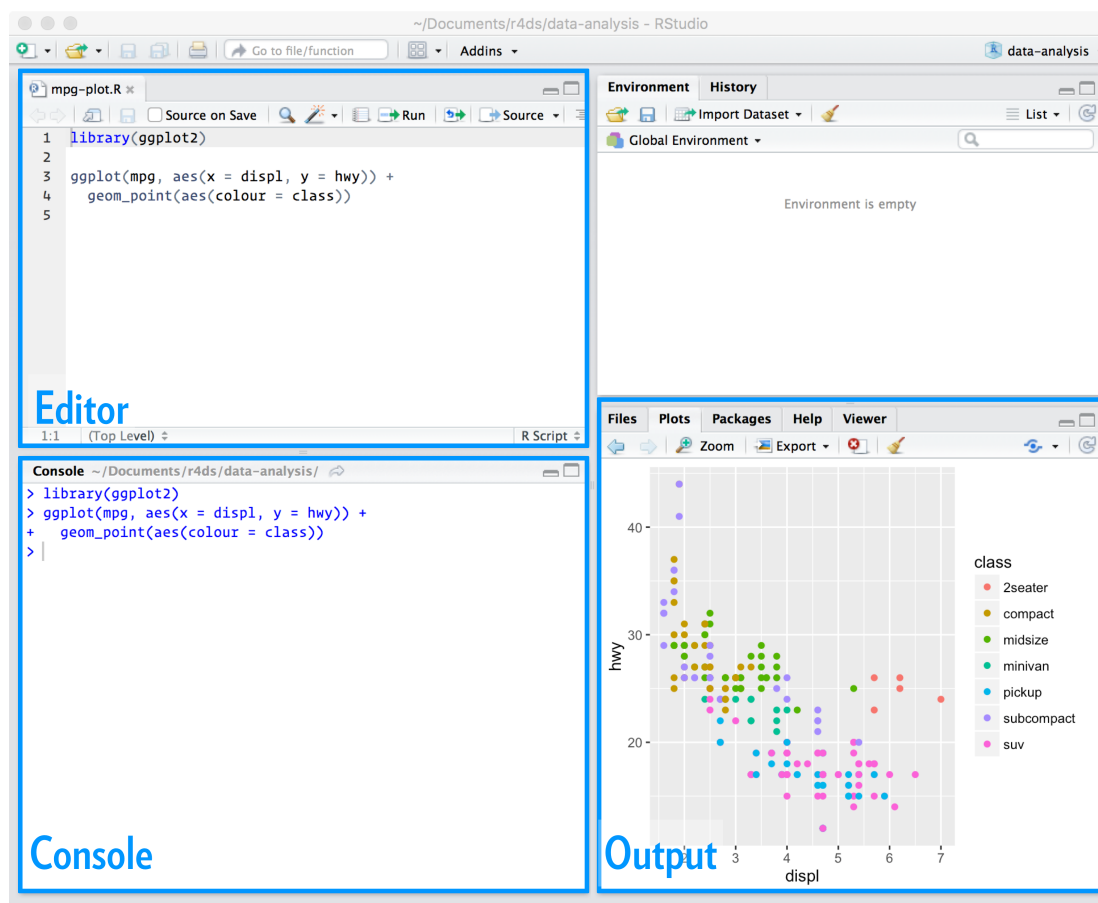 ~/Documents/r4ds/data-analysis - RStudio
Go to file/function
Addins
data-analysis
mpg-plot.R
Source on Save
Run
Source
1 library(ggplot2)
2
3 ggplot(mpg, aes(x = displ, y = hwy)) +
4   geom_point(aes(colour = class))
5
Editor
1:1 (Top Level) R Script
Console ~/Documents/r4ds/data-analysis/
> library(ggplot2)
> ggplot(mpg, aes(x = displ, y = hwy)) +
+   geom_point(aes(colour = class))
>
Console
Environment History
Import Dataset
List
Global Environment
Environment is empty
Files Plots Packages Help Viewer
Zoom Export
40
30
20
hwy
2 3 4 5 6 7
displ
class
2seater
compact
midsize
minivan
pickup
subcompact
suv
Output